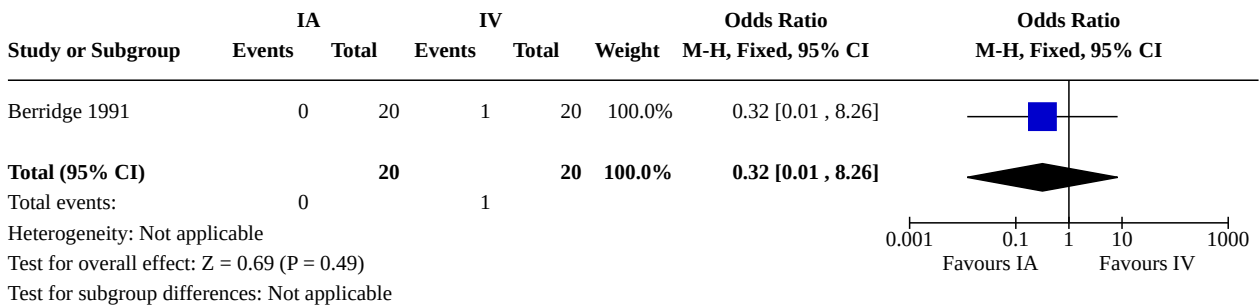 IA IV Odds Ratio Odds Ratio
Study or Subgroup Events Total Events Total Weight M-H, Fixed, 95% CI M-H, Fixed, 95% CI
Berridge 1991 0 20 1 20 100.0% 0.32 [0.01 , 8.26]
Total (95% CI) 20 20 100.0% 0.32 [0.01 , 8.26]
Total events: 0 1
Heterogeneity: Not applicable
0.001 0.1 1 10 1000
Test for overall effect: Z = 0.69 (P = 0.49) Favours IA Favours IV
Test for subgroup differences: Not applicable